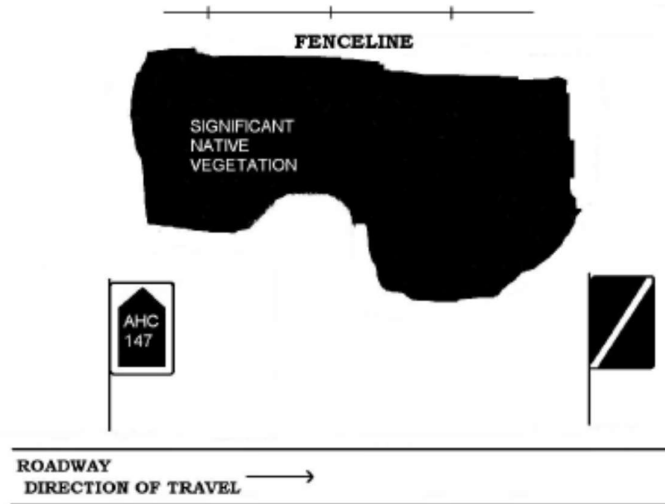 FENCELINE
SIGNIFICANT
NATIVE
VEGETATION
AHC
147
ROADWAY
DIRECTION OF TRAVEL